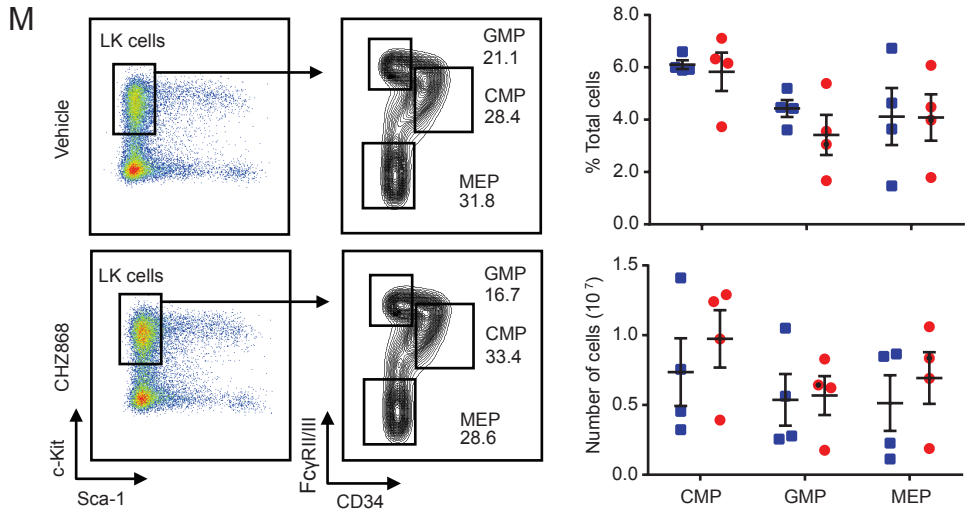 M
LK cells
GMP
21.1
CMP
28.4
MEP
31.8
Vehicle
LK cells
GMP
16.7
CMP
33.4
MEP
28.6
CHZ868
c-Kit
Sca-1
FcγRII/III
CD34
% Total cells
8.0
6.0
4.0
2.0
0.0
Number of cells (10⁷)
1.5
1.0
0.5
0.0
CMP GMP MEP